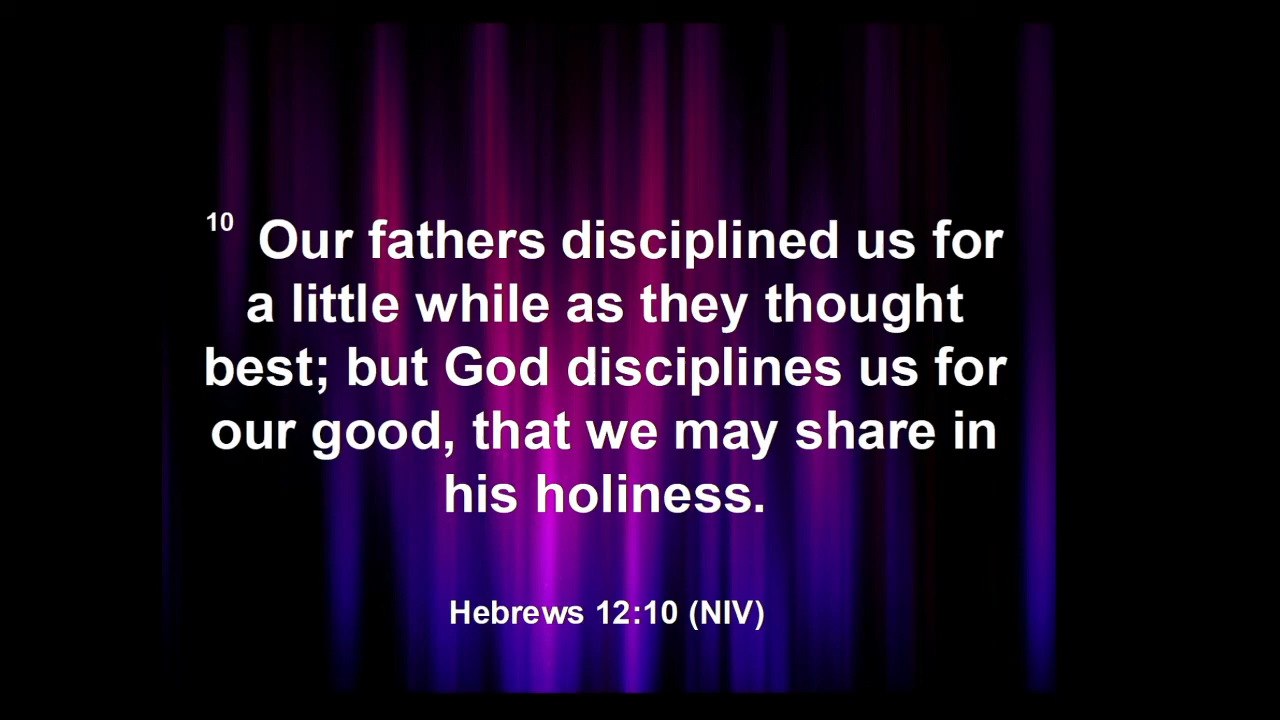 10 Our fathers disciplined us for
a little while as they thought
best; but God disciplines us for
our good, that we may share in
his holiness.
Hebrews 12:10 (NIV)